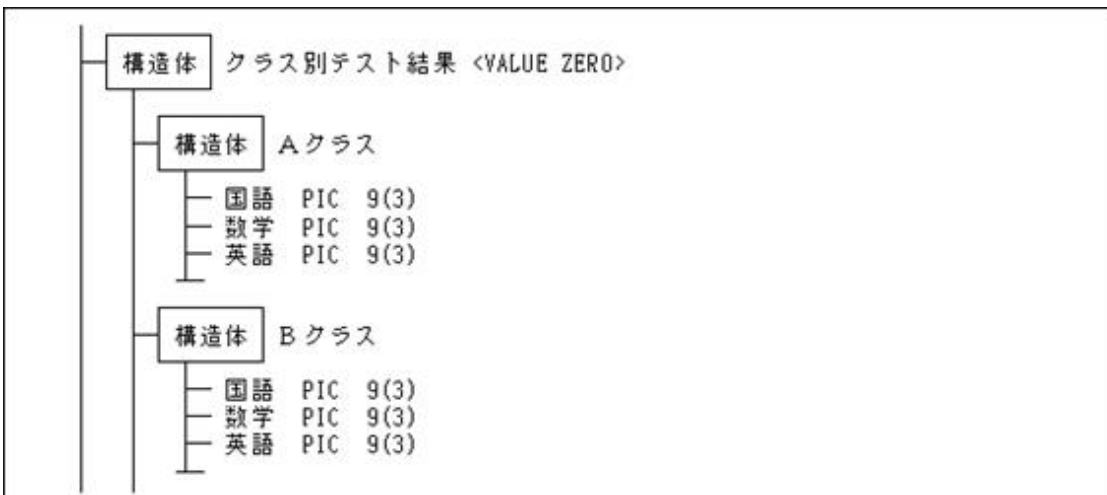 構造体 クラス別テスト結果 <VALUE ZERO>
構造体 Aクラス
国語 PIC 9(3)
数学 PIC 9(3)
英語 PIC 9(3)
構造体 Bクラス
国語 PIC 9(3)
数学 PIC 9(3)
英語 PIC 9(3)